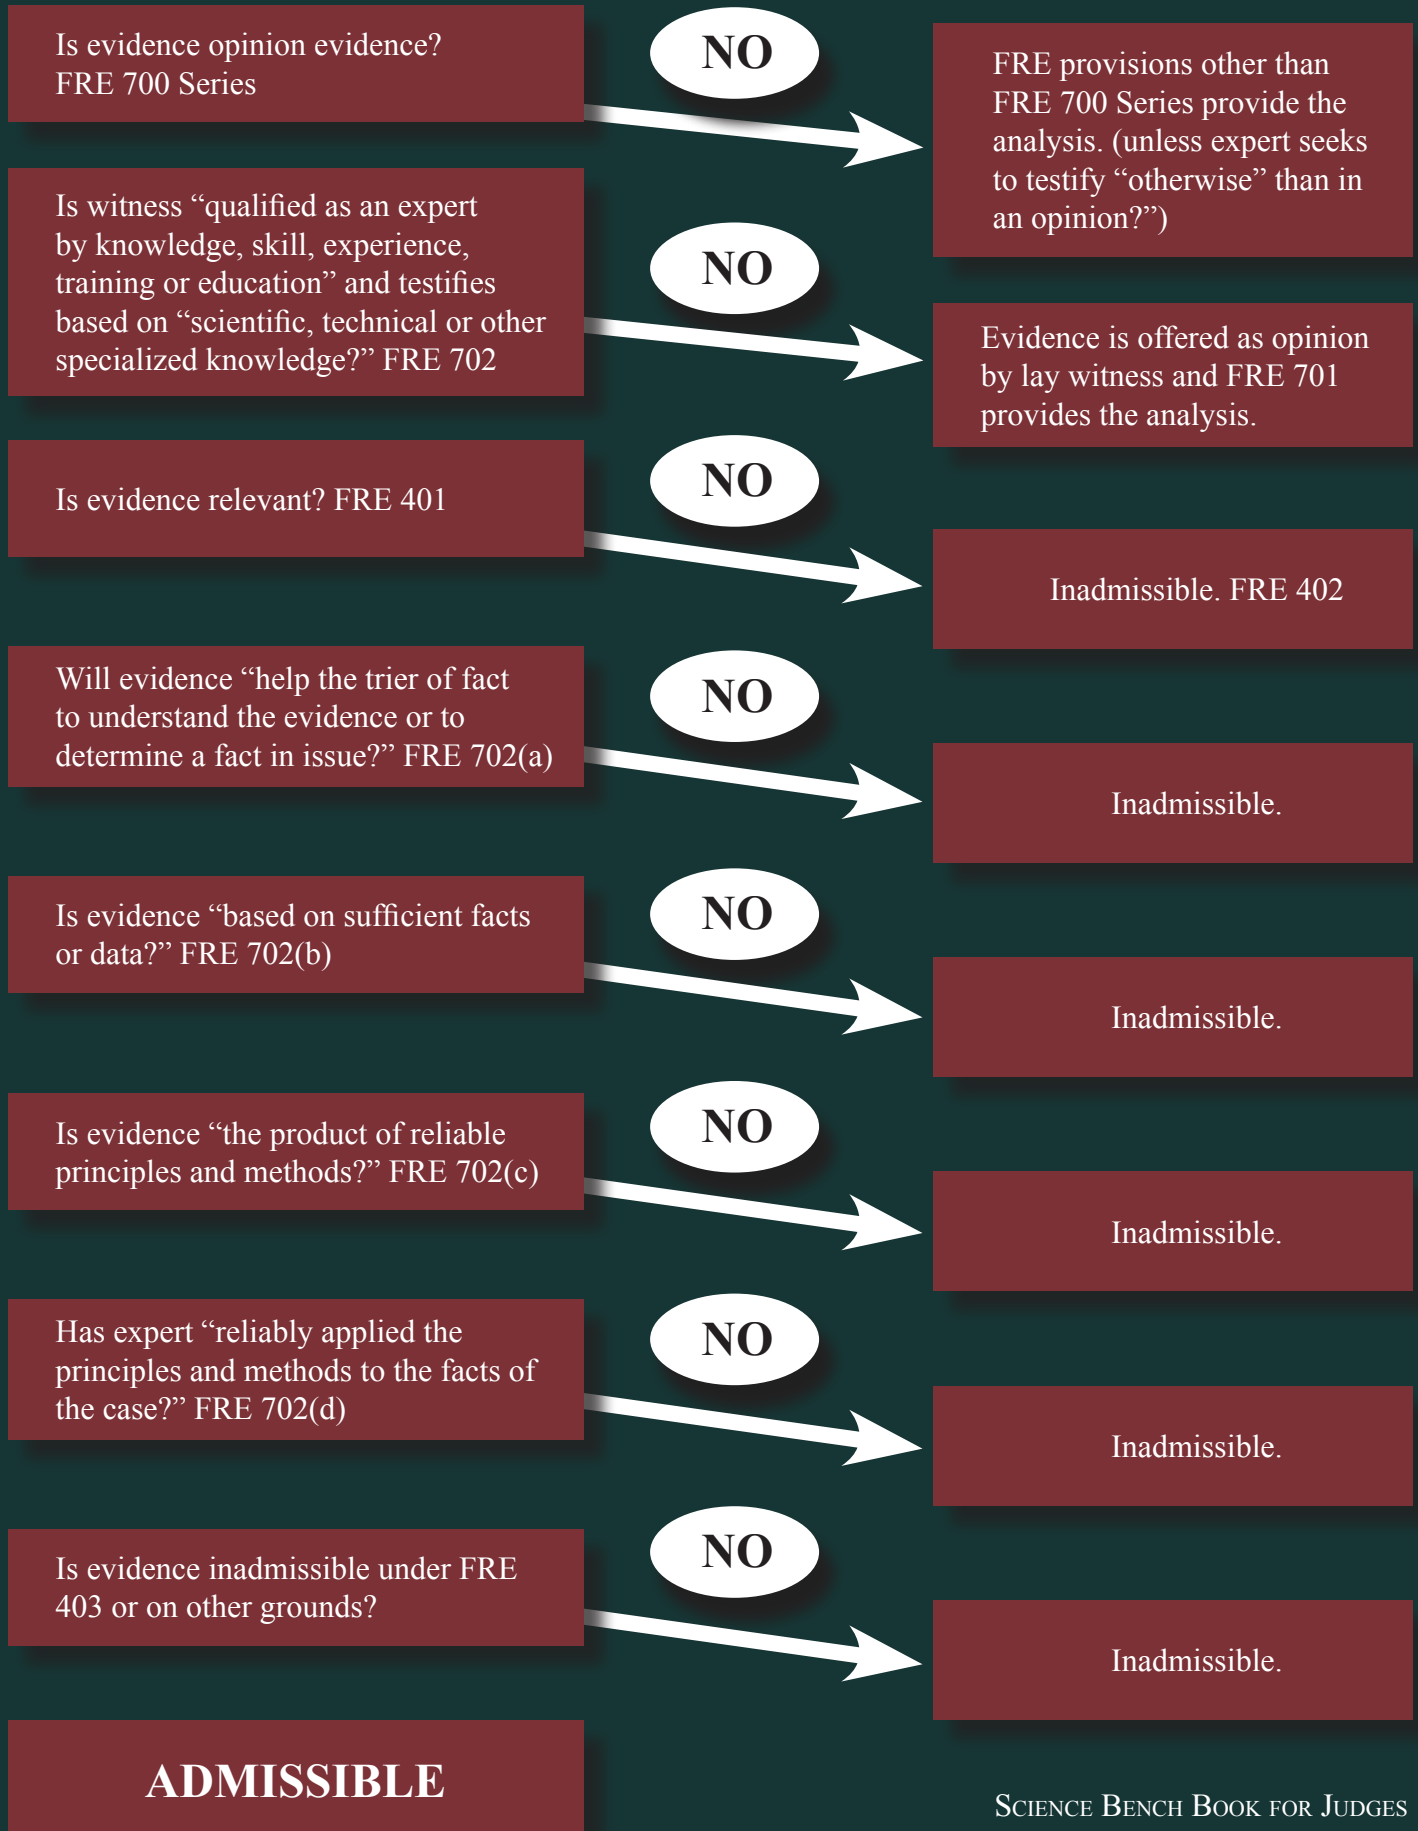 Is evidence opinion evidence?
FRE 700 Series
NO
FRE provisions other than
FRE 700 Series provide the
analysis. (unless expert seeks
to testify “otherwise” than in
an opinion?”)
Is witness “qualified as an expert
by knowledge, skill, experience,
training or education” and testifies
based on “scientific, technical or other
specialized knowledge?” FRE 702
NO
Evidence is offered as opinion
by lay witness and FRE 701
provides the analysis.
Is evidence relevant? FRE 401
NO
Inadmissible. FRE 402
Will evidence “help the trier of fact
to understand the evidence or to
determine a fact in issue?” FRE 702(a)
NO
Inadmissible.
Is evidence “based on sufficient facts
or data?” FRE 702(b)
NO
Inadmissible.
Is evidence “the product of reliable
principles and methods?” FRE 702(c)
NO
Inadmissible.
Has expert “reliably applied the
principles and methods to the facts of
the case?” FRE 702(d)
NO
Inadmissible.
Is evidence inadmissible under FRE
403 or on other grounds?
NO
Inadmissible.
ADMISSIBLE
SCIENCE BENCH BOOK FOR JUDGES